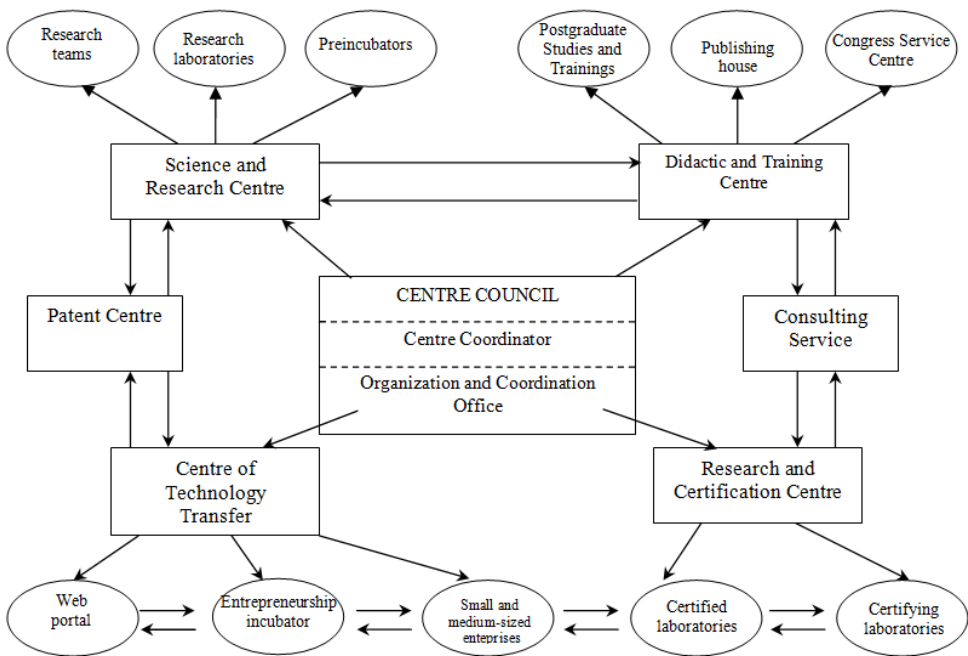 Research
teams
Research
laboratories
Preincubators
Postgraduate
Studies and
Trainings
Publishing
house
Congress Service
Centre
Science and
Research Centre
Didactic and Training
Centre
CENTRE COUNCIL
Centre Coordinator
Organization and Coordination
Office
Patent Centre
Consulting
Service
Centre of
Technology
Transfer
Research and
Certification Centre
Web
portal
Entrepreneurship
incubator
Small and
medium-sized
enteprises
Certified
laboratories
Certifying
laboratories